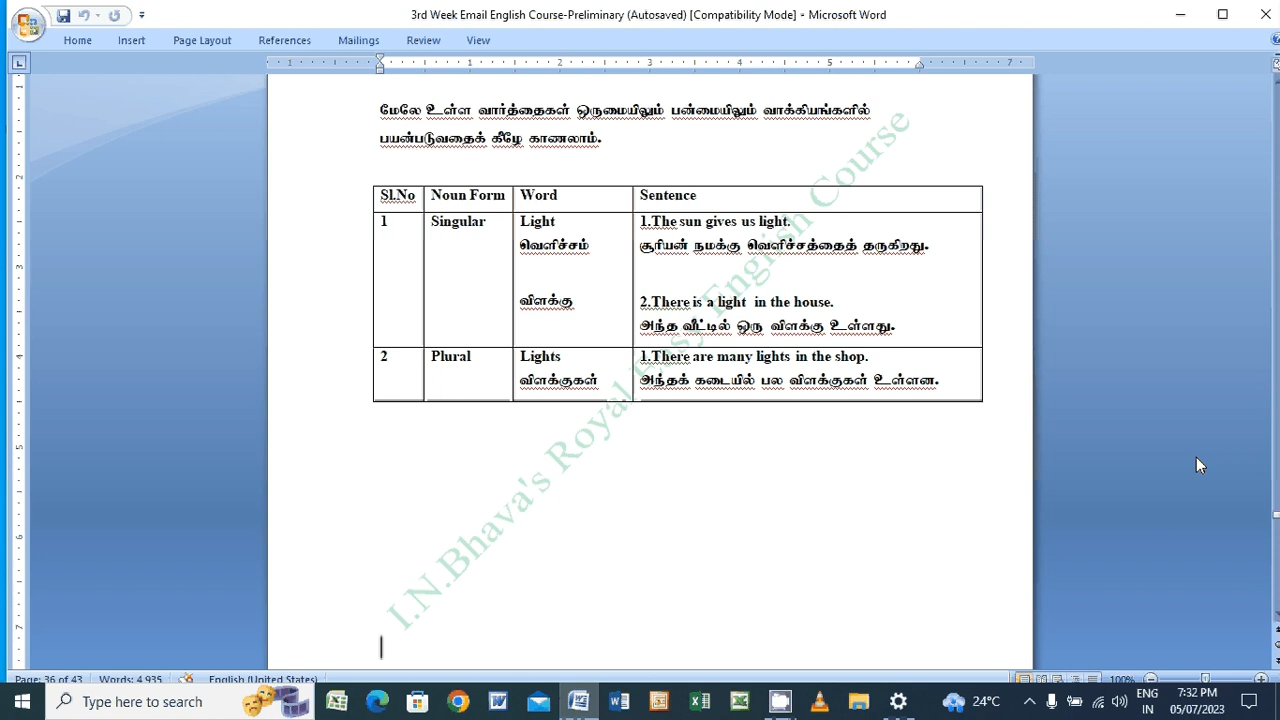 3rd Week Email English Course-Preliminary (Autosaved) [Compatibility Mode] - Microsoft Word
Home Insert Page Layout References Mailings Review View
மேலே உள்ள வார்த்தைகள் ஒருமையிலும் பன்மையிலும் வாக்கியங்களில்
பயன்படுவதைக் கீழே காணலாம்.
Sl.No Noun Form Word Sentence
1 Singular Light 1.The sun gives us light.
வெளிச்சம் சூரியன் நமக்கு வெளிச்சத்தைத் தருகிறது.
விளக்கு 2.There is a light in the house.
அந்த வீட்டில் ஒரு விளக்கு உள்ளது.
2 Plural Lights 1.There are many lights in the shop.
விளக்குகள் அந்தக் கடையில் பல விளக்குகள் உள்ளன.
I.N.Bhava's Royal Easy English Course
Page: 36 of 43 Words: 4,935 English (United States) 100%
Type here to search 24°C ENG 7:32 PM
IN 05/07/2023